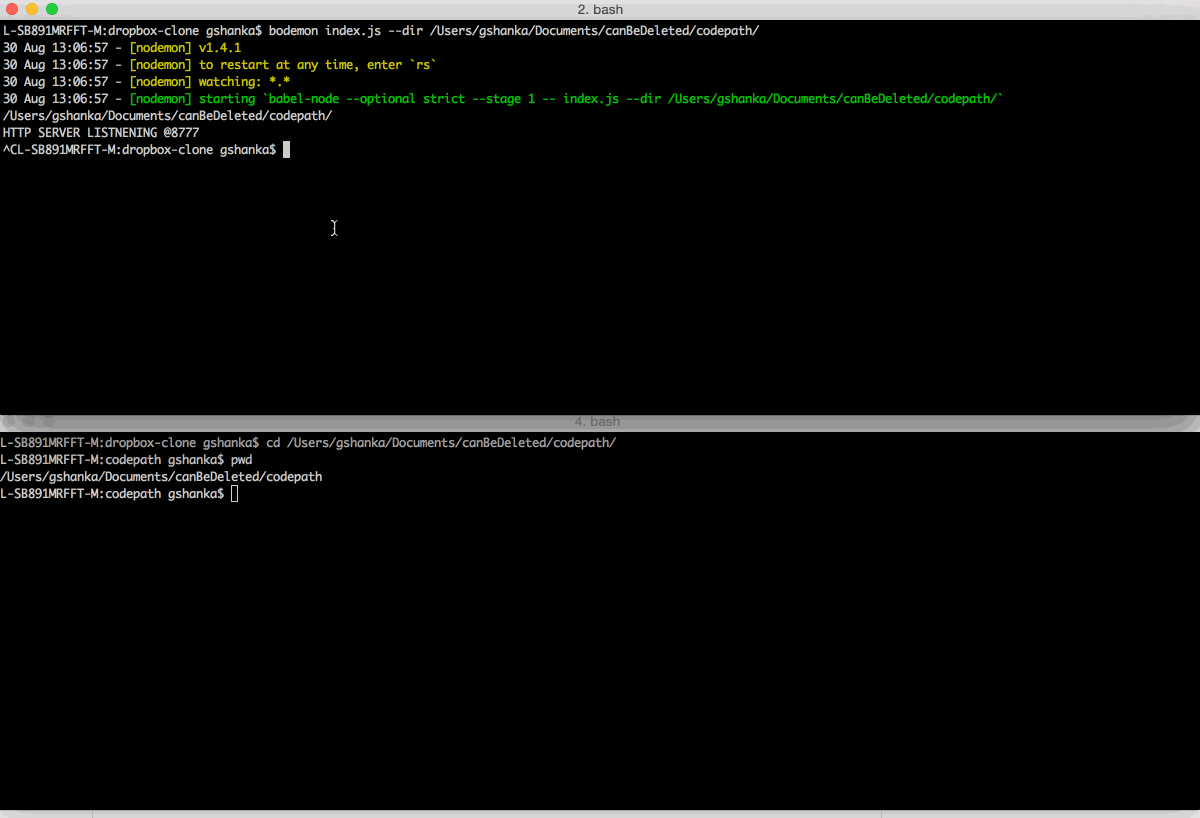 2. bash
L-SB891MRFFT-M:dropbox-clone gshanka$ bodemon index.js --dir /Users/gshanka/Documents/canBeDeleted/codepath/
30 Aug 13:06:57 - [nodemon] v1.4.1
30 Aug 13:06:57 - [nodemon] to restart at any time, enter `rs`
30 Aug 13:06:57 - [nodemon] watching: *.*
30 Aug 13:06:57 - [nodemon] starting `babel-node --optional strict --stage 1 -- index.js --dir /Users/gshanka/Documents/canBeDeleted/codepath/`
/Users/gshanka/Documents/canBeDeleted/codepath/
HTTP SERVER LISTNENING @8777
^CL-SB891MRFFT-M:dropbox-clone gshanka$
4. bash
L-SB891MRFFT-M:dropbox-clone gshanka$ cd /Users/gshanka/Documents/canBeDeleted/codepath/
L-SB891MRFFT-M:codepath gshanka$ pwd
/Users/gshanka/Documents/canBeDeleted/codepath
L-SB891MRFFT-M:codepath gshanka$